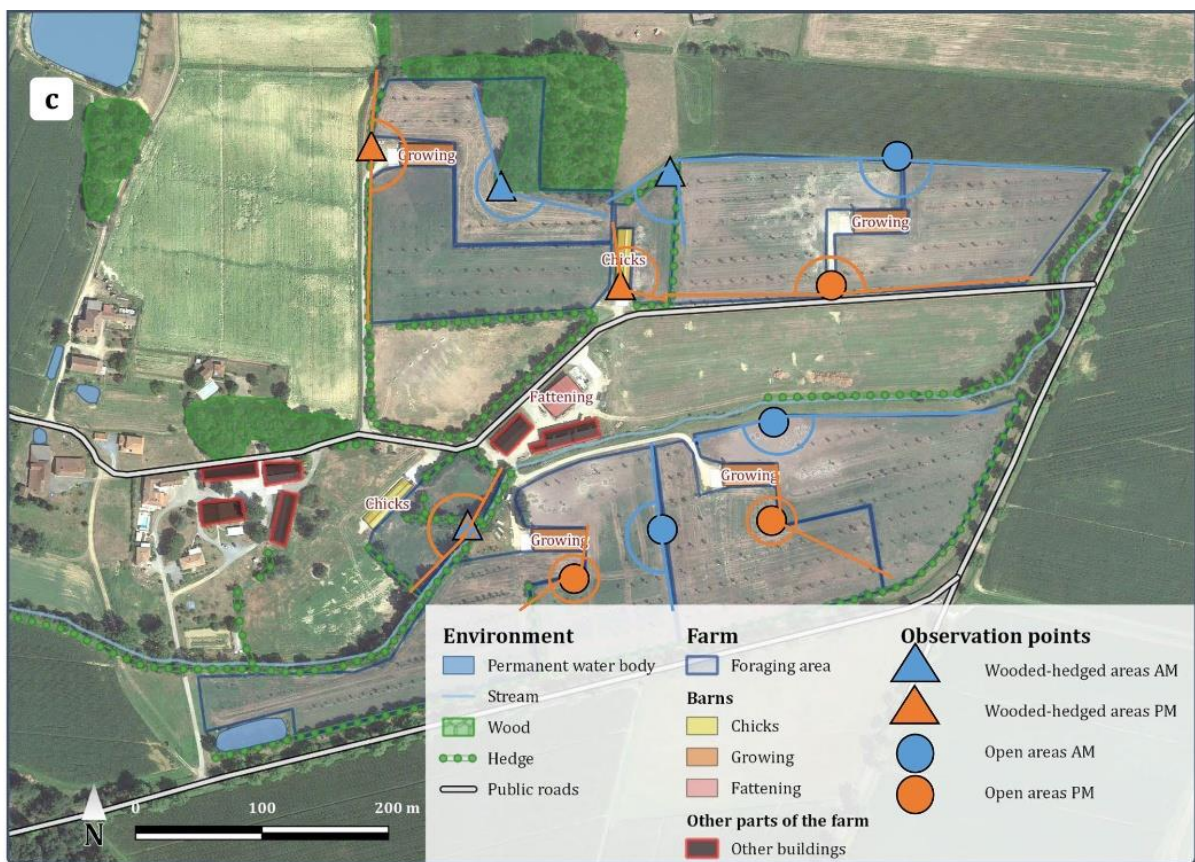 c
Growing
Growing
Chicks
Fattening
Growing
Chicks
Growing
Environment
Permanent water body
Stream
Wood
Hedge
Public roads
Farm
Foraging area
Barns
Chicks
Growing
Fattening
Other parts of the farm
Other buildings
Observation points
Wooded-hedged areas AM
Wooded-hedged areas PM
Open areas AM
Open areas PM
N
0 100 200 m